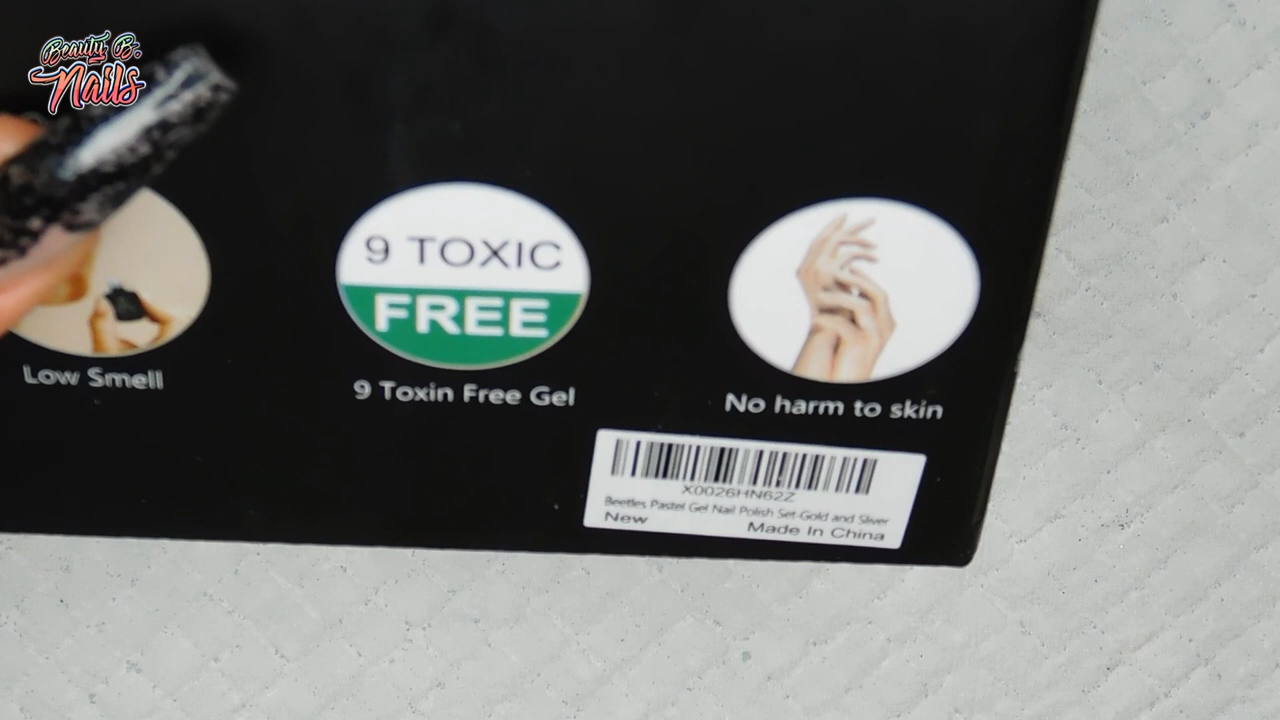 Beauty B.
Nails
9 TOXIC
FREE
Low Smell
9 Toxin Free Gel
No harm to skin
X0026HN62Z
Beetles Pastel Gel Nail Polish Set-Gold and Sliver
New
Made In China